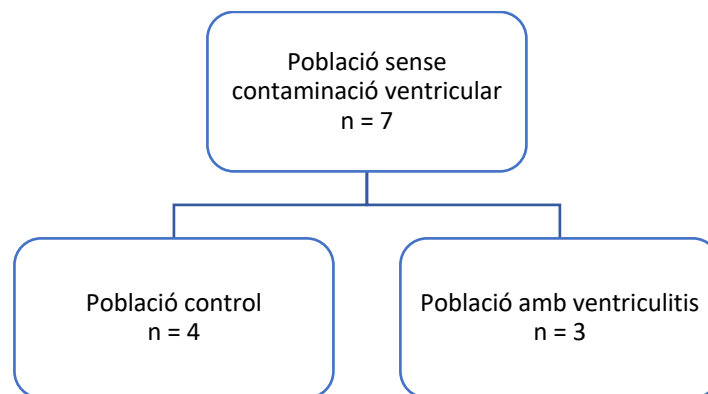 Població sense
contaminació ventricular
n = 7
Població control
n = 4
Població amb ventriculitis
n = 3